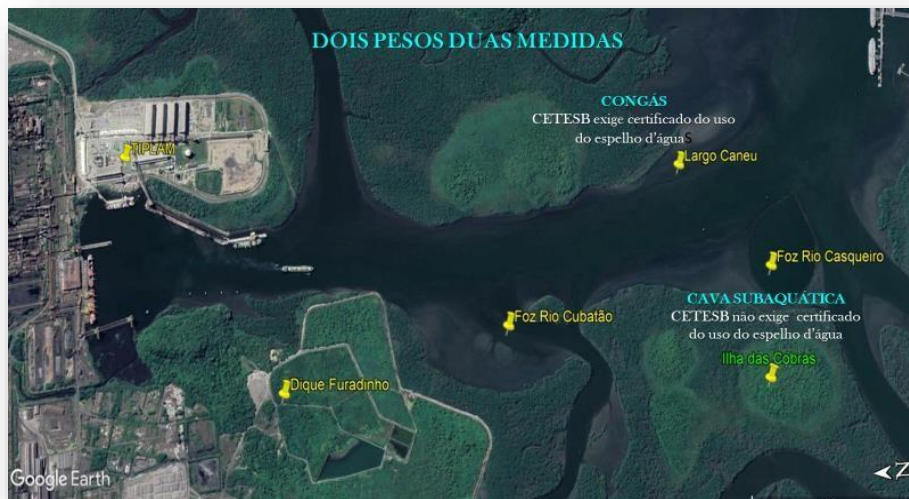 DOIS PESOS DUAS MEDIDAS
CONGÁS
CETESB exige certificado do uso
do espelho d'águas
TIPLAM
Largo Caneu
Foz Rio Casqueiro
CAVA SUBAQUÁTICA
CETESB não exige certificado
do uso do espelho d'água
Foz Rio Cubatão
Ilha das Cobras
Dique Furadinho
Google Earth
Z